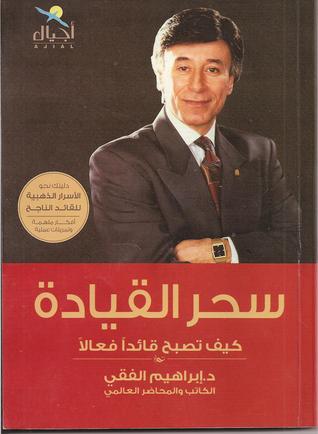 أجيال
AJIAL
دليلك نحو
الأسرار الذهبية
للقائد الناجح
أفكار ملهمة
وتمرينات عملية
سحر القيادة
كيف تصبح قائداً فعالاً
د.إبراهيم الفقي
الكاتب والمحاضر العالمي